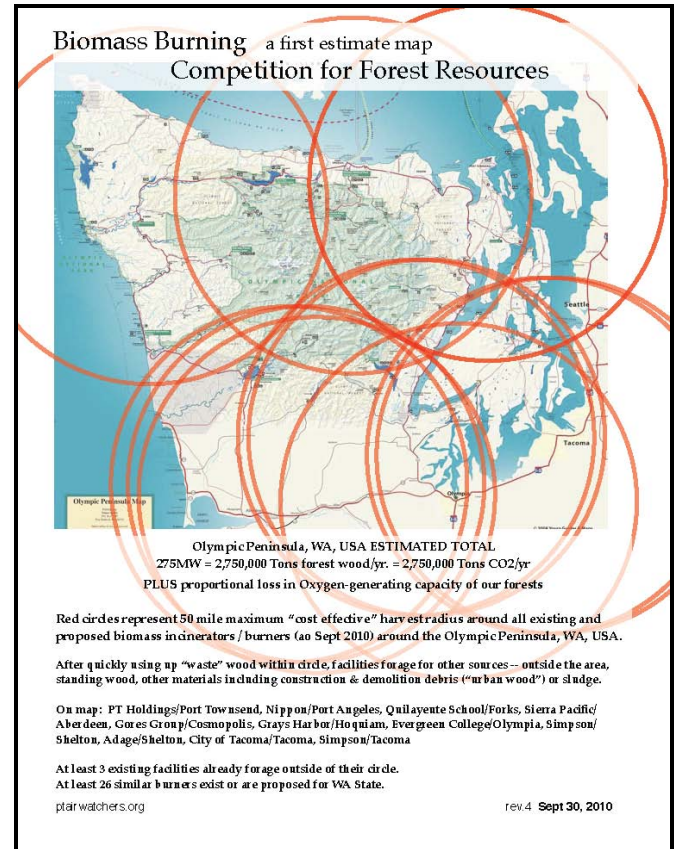 Biomass Burning a first estimate map
Competition for Forest Resources
Seattle
Tacoma
Olympia
Olympic Peninsula Map
Olympic Peninsula, WA, USA ESTIMATED TOTAL
275MW = 2,750,000 Tons forest wood/yr. = 2,750,000 Tons CO2/yr
PLUS proportional loss in Oxygen-generating capacity of our forests
Red circles represent 50 mile maximum “cost effective” harvest radius around all existing and
proposed biomass incinerators / burners (ao Sept 2010) around the Olympic Peninsula, WA, USA.
After quickly using up “waste” wood within circle, facilities forage for other sources -- outside the area,
standing wood, other materials including construction & demolition debris (“urban wood”) or sludge.
On map: PT Holdings/Port Townsend, Nippon/Port Angeles, Quilayente School/Forks, Sierra Pacific/
Aberdeen, Gores Group/Cosmopolis, Grays Harbor/Hoquiam, Evergreen College/Olympia, Simpson/
Shelton, Adage/Shelton, City of Tacoma/Tacoma, Simpson/Tacoma
At least 3 existing facilities already forage outside of their circle.
At least 26 similar burners exist or are proposed for WA State.
ptairwatchers.org rev.4 Sept 30, 2010